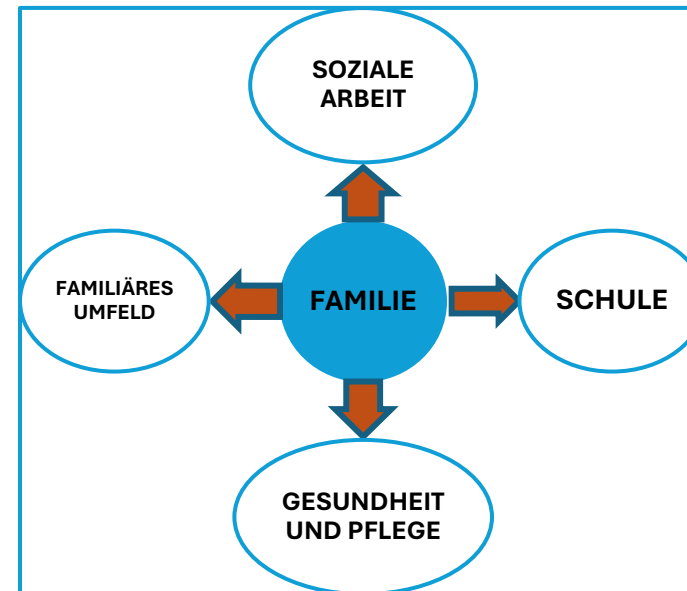 SOZIALE
ARBEIT
FAMILIÄRES
UMFELD
FAMILIE
SCHULE
GESUNDHEIT
UND PFLEGE